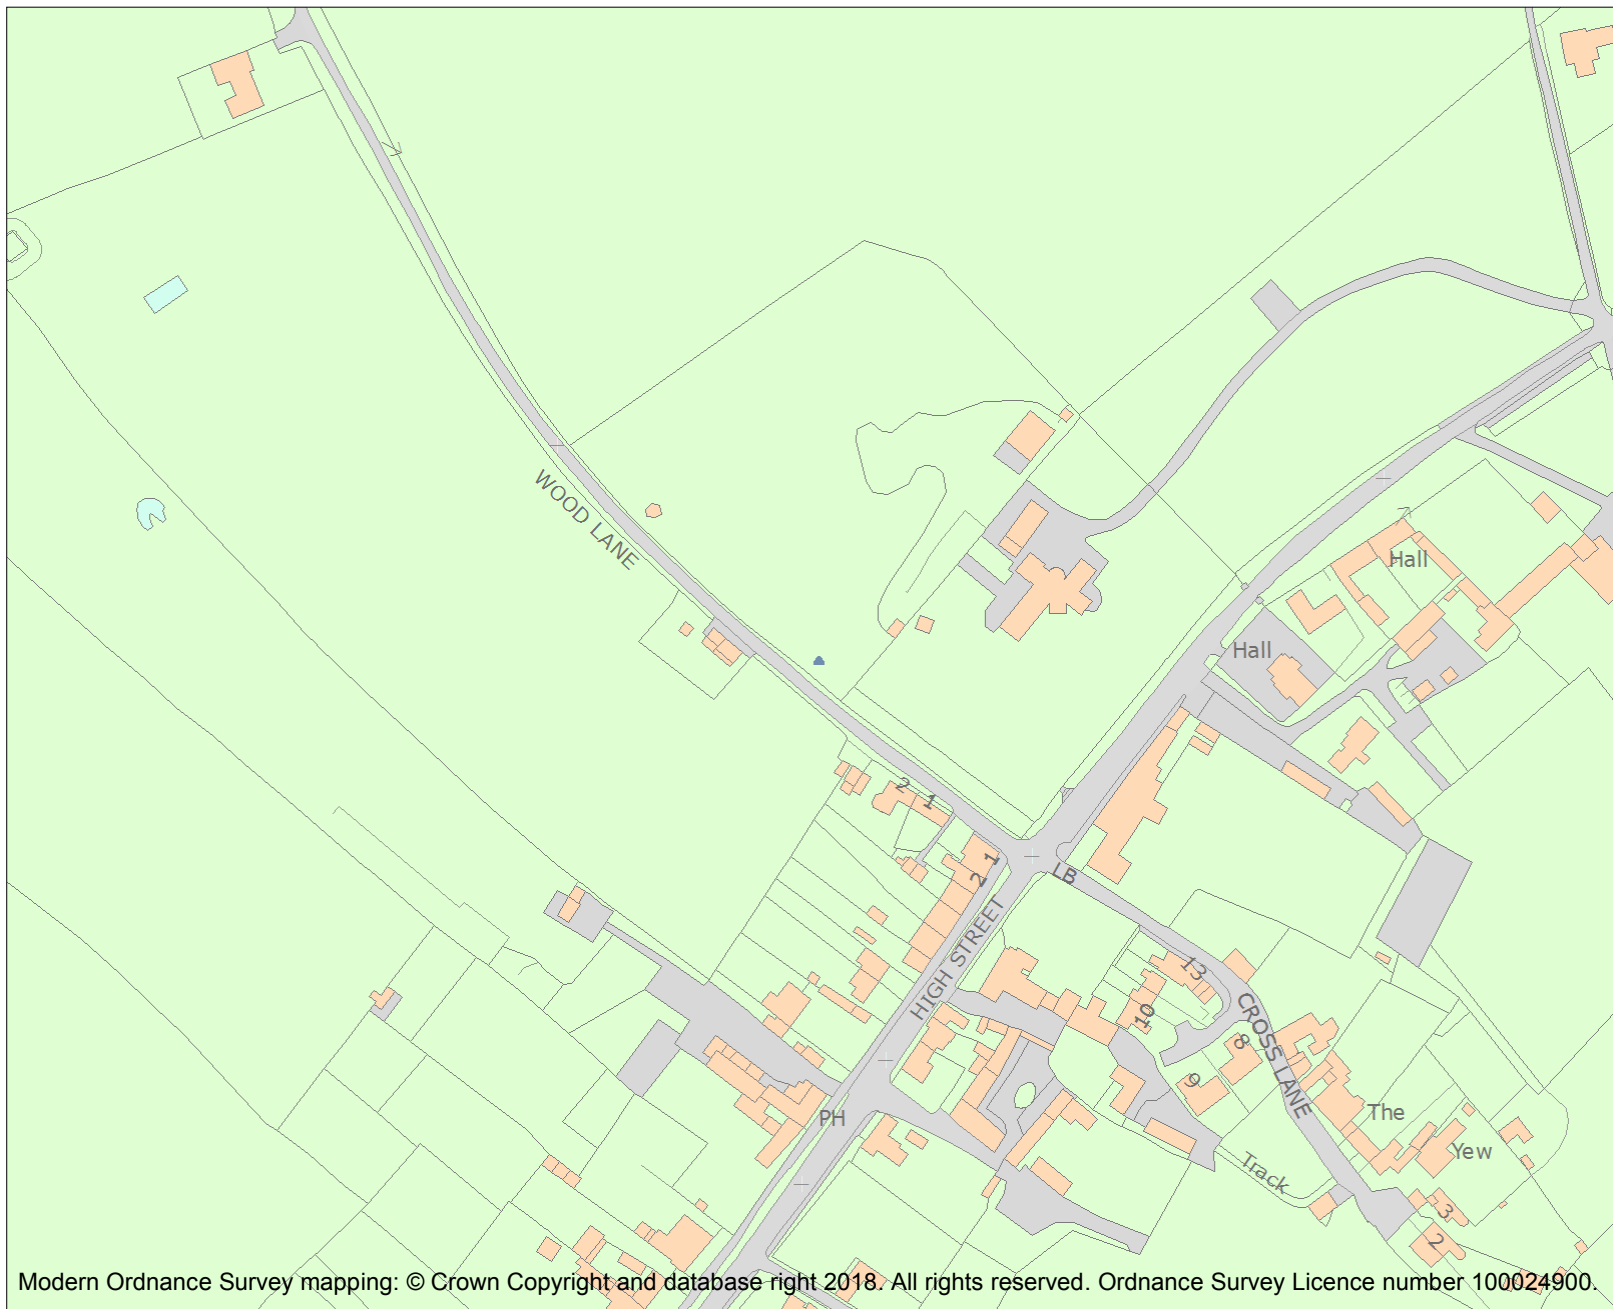 WOOD LANE
Hall
Hall
2
1
1
2
LB
HIGH STREET
13
10
CROSS LANE
8
9
PH
The
Yew
Track
3
2
Modern Ordnance Survey mapping: © Crown Copyright and database right 2018. All rights reserved. Ordnance Survey Licence number 100024900.